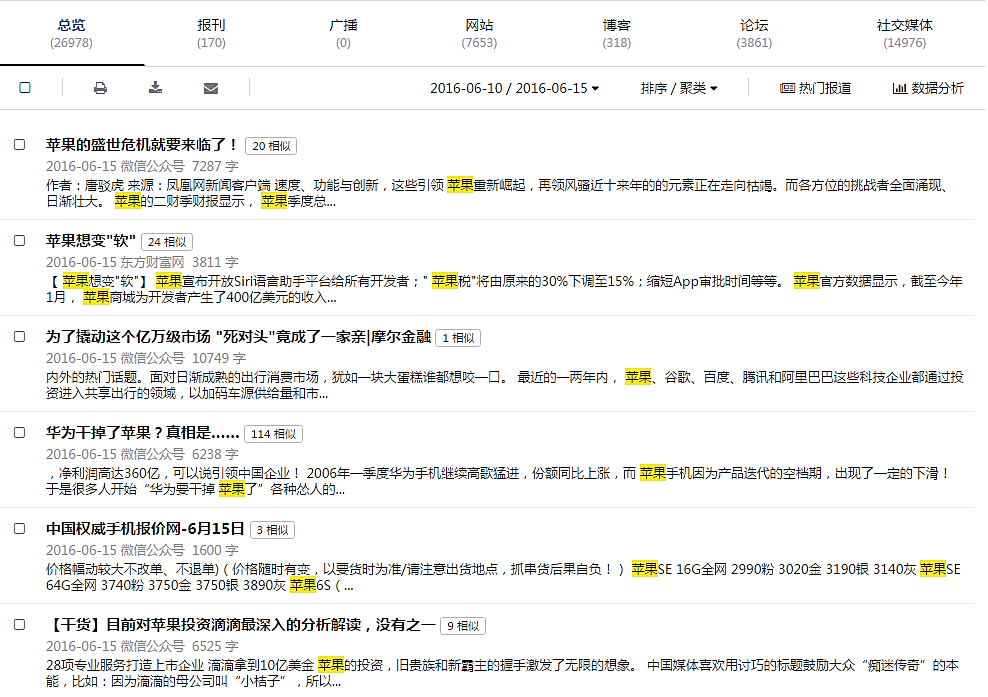 总览 报刊 广播 网站 博客 论坛 社交媒体
(26978) (170) (0) (7653) (318) (3861) (14976)
2016-06-10 / 2016-06-15 排序 / 聚类 热门报道 数据分析
苹果的盛世危机就要来临了！ 20 相似
2016-06-15 微信公众号 7287 字
作者：唐驳虎 来源：凤凰网新闻客户端 速度、功能与创新，这些引领 苹果重新崛起，再领风骚近十来年的的元素正在走向枯竭。而各方位的挑战者全面涌现、
日渐壮大。 苹果的二财季财报显示， 苹果季度总...
苹果想变"软" 24 相似
2016-06-15 东方财富网 3811 字
【 苹果想变"软"】 苹果宣布开放Siri语音助手平台给所有开发者；" 苹果税"将由原来的30%下调至15%；缩短App审批时间等等。 苹果官方数据显示，截至今年
1月， 苹果商城为开发者产生了400亿美元的收入...
为了撬动这个亿万级市场 "死对头"竟成了一家亲|摩尔金融 1 相似
2016-06-15 微信公众号 10749 字
内外的热门话题。面对日渐成熟的出行消费市场，犹如一块大蛋糕谁都想咬一口。 最近的一两年内， 苹果、谷歌、百度、腾讯和阿里巴巴这些科技企业都通过投
资进入共享出行的领域，以加码车源供给量和市...
华为干掉了苹果？真相是...... 114 相似
2016-06-15 微信公众号 6238 字
，净利润高达360亿，可以说引领中国企业！ 2006年一季度华为手机继续高歌猛进，份额同比上涨，而 苹果手机因为产品迭代的空档期，出现了一定的下滑！
于是很多人开始“华为要干掉 苹果了”各种怂人的...
中国权威手机报价网-6月15日 3 相似
2016-06-15 微信公众号 1600 字
价格幅动较大不改单、不退单)（价格随时有变，以要货时为准/请注意出货地点，抓串货后果自负！） 苹果SE 16G全网 2990粉 3020金 3190银 3140灰 苹果SE
64G全网 3740粉 3750金 3750银 3890灰 苹果6S（...
【干货】目前对苹果投资滴滴最深入的分析解读，没有之一 9 相似
2016-06-15 微信公众号 6525 字
28项专业服务打造上市企业 滴滴拿到10亿美金 苹果的投资，旧贵族和新霸主的握手激发了无限的想象。 中国媒体喜欢用讨巧的标题鼓励大众“痴迷传奇”的本
能，比如：因为滴滴的母公司叫“小桔子”，所以...